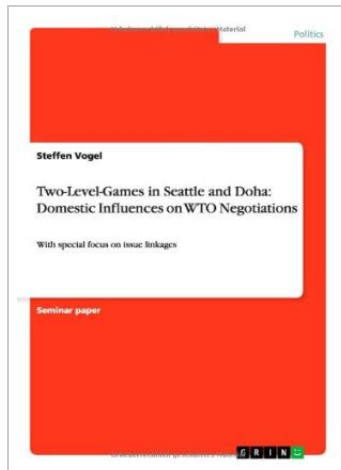 Politics
Steffen Vogel
Two-Level-Games in Seattle and Doha:
Domestic Influences on WTO Negotiations
With special focus on issue linkages
Seminar paper
GRIN